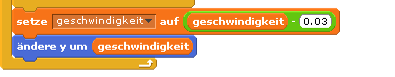 setze geschwindigkeit auf geschwindigkeit - 0.03
ändere y um geschwindigkeit